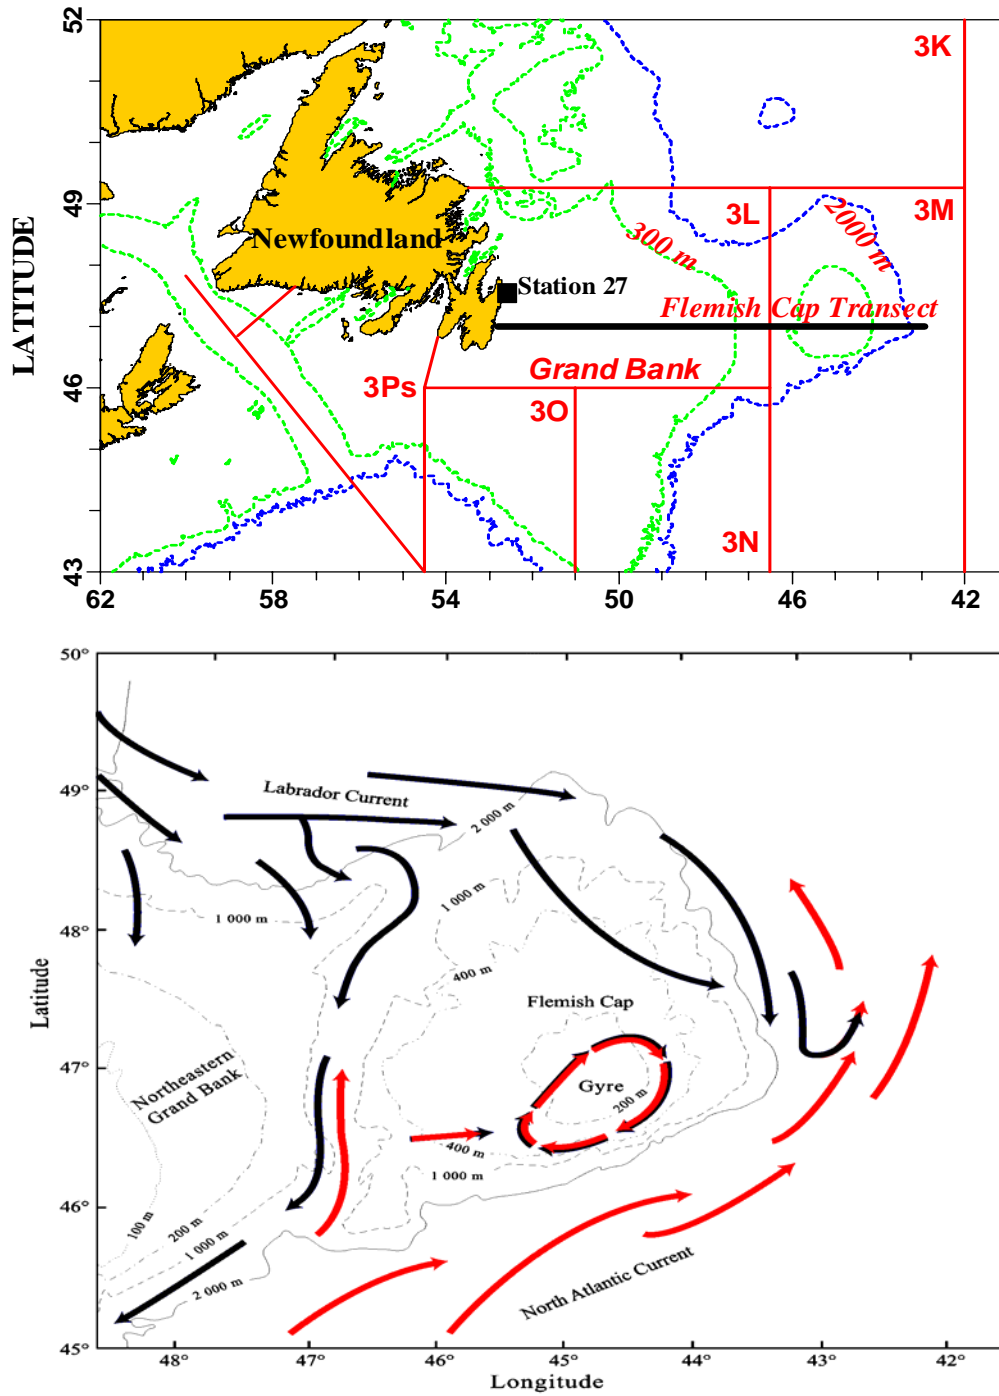 52
3K
49
3L
3M
2000 m
300 m
Newfoundland
Station 27
Flemish Cap Transect
LATITUDE
46
Grand Bank
3Ps
3O
3N
43
62
58
54
50
46
42
50°
49°
Labrador Current
2 000 m
1 000 m
1 000 m
48°
400 m
Flemish Cap
Latitude
47°
Northeastern
Grand Bank
Gyre
200 m
400 m
1 000 m
46°
100 m
200 m
1 000 m
2 000 m
North Atlantic Current
45°
48°
47°
46°
45°
44°
43°
42°
Longitude